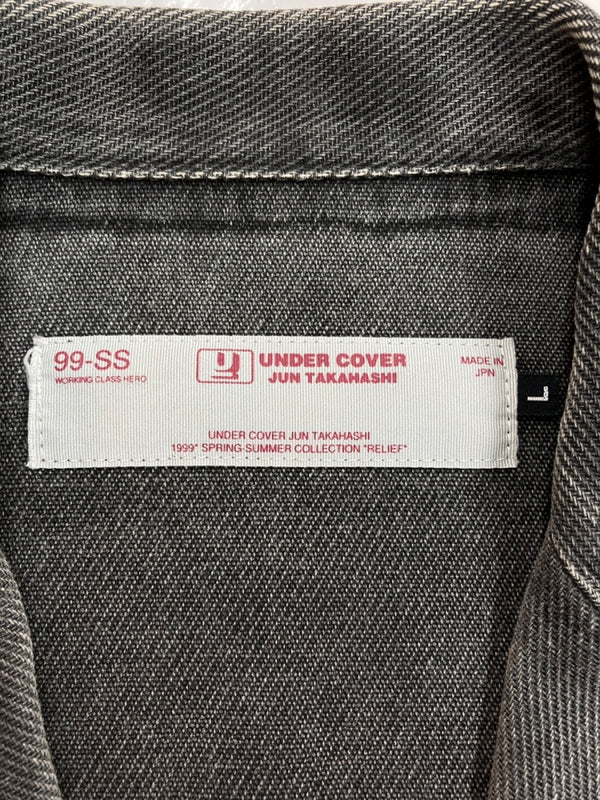 99-SS
WORKING CLASS HERO
UNDER COVER
JUN TAKAHASHI
MADE IN
JPN
L
UNDER COVER JUN TAKAHASHI
1999" SPRING-SUMMER COLLECTION "RELIEF"